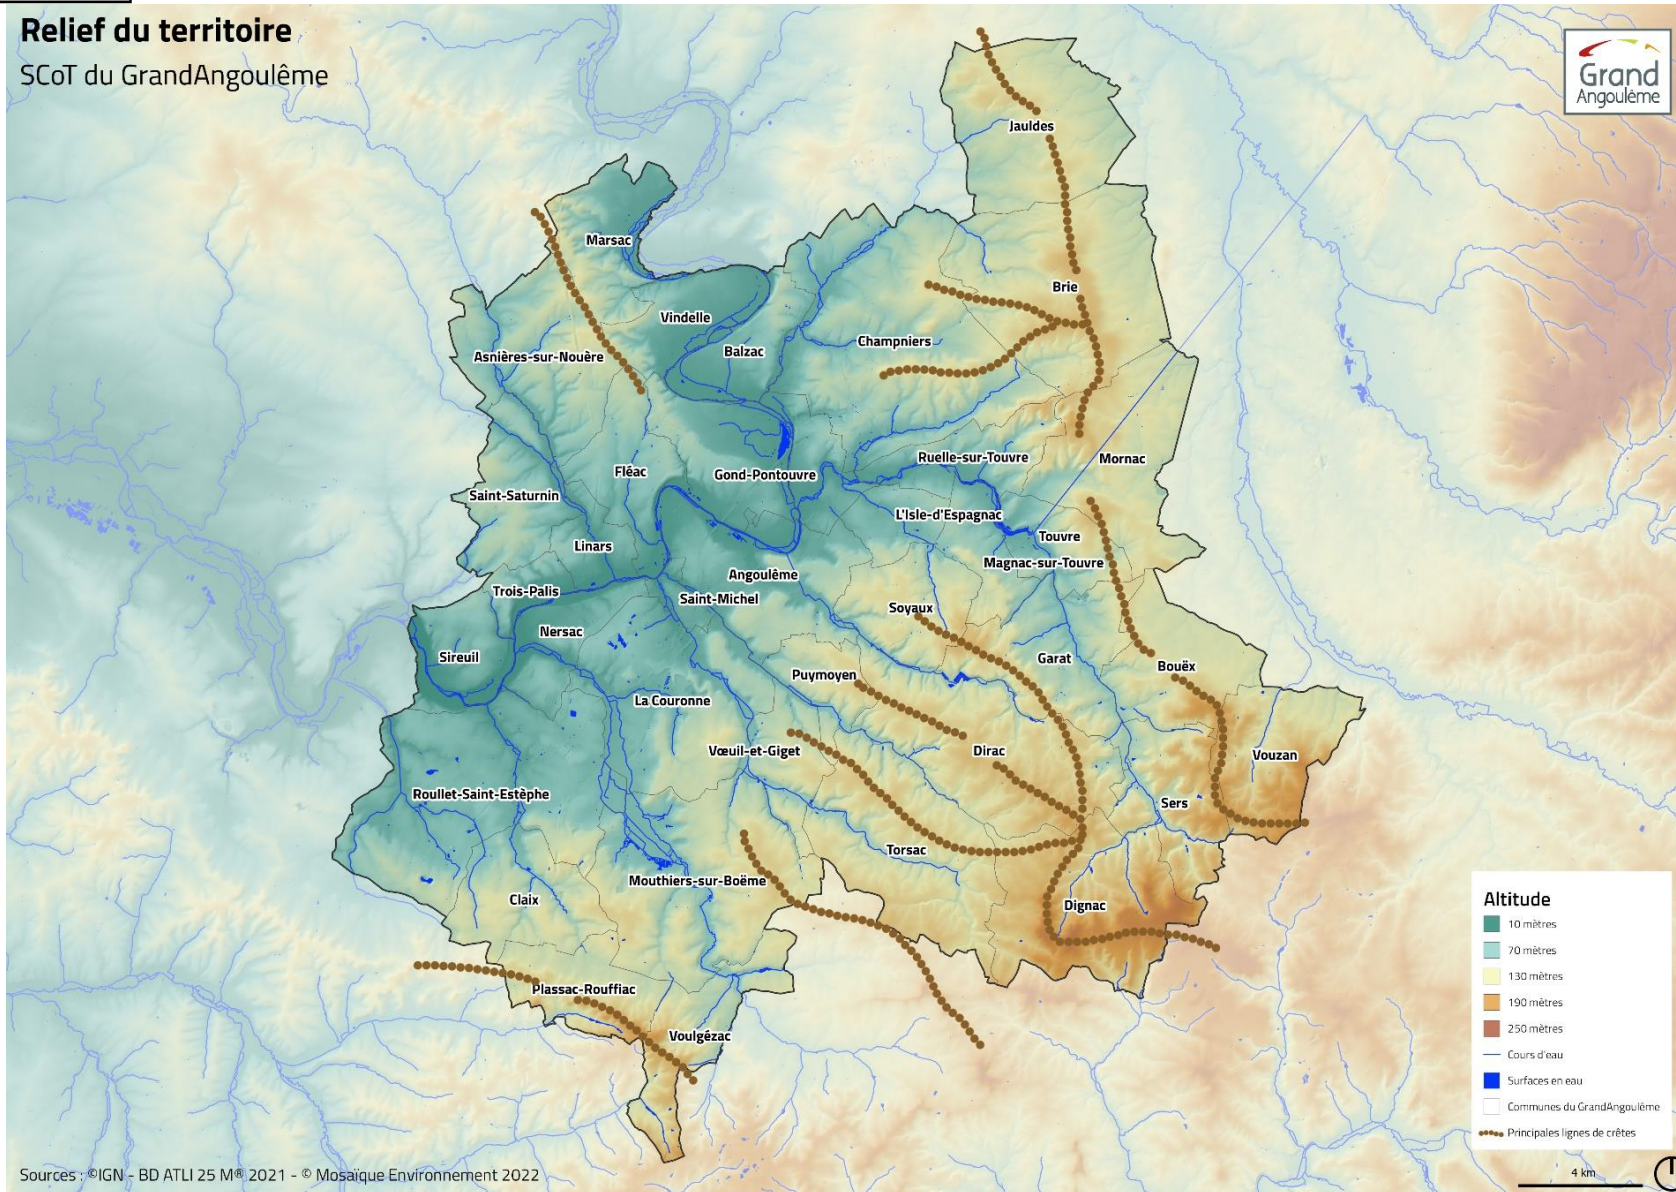 Relief du territoire
SCoT du GrandAngoulême
Grand
Angoulême
Jauldes
Marsac
Brie
Vindelle
Champniers
Balzac
Asnières-sur-Nouère
Ruelle-sur-Touvre
Mornac
Fléac
Gond-Pontouvre
Saint-Saturnin
L'Isle-d'Espagnac
Touvre
Linars
Magnac-sur-Touvre
Angoulême
Trois-Palis
Saint-Michel
Soyaux
Nersac
Sireuil
Garat
Bouëx
Puymoyen
La Couronne
Vœuil-et-Giget
Dirac
Vouzan
Roullet-Saint-Estèphe
Sers
Torsac
Mouthiers-sur-Boëme
Claix
Dignac
Plassac-Rouffiac
Voulgézac
Altitude
10 mètres
70 mètres
130 mètres
190 mètres
250 mètres
Cours d'eau
Surfaces en eau
Communes du GrandAngoulême
Principales lignes de crêtes
4 km
Sources : ©IGN - BD ATLI 25 M® 2021 - © Mosaïque Environnement 2022